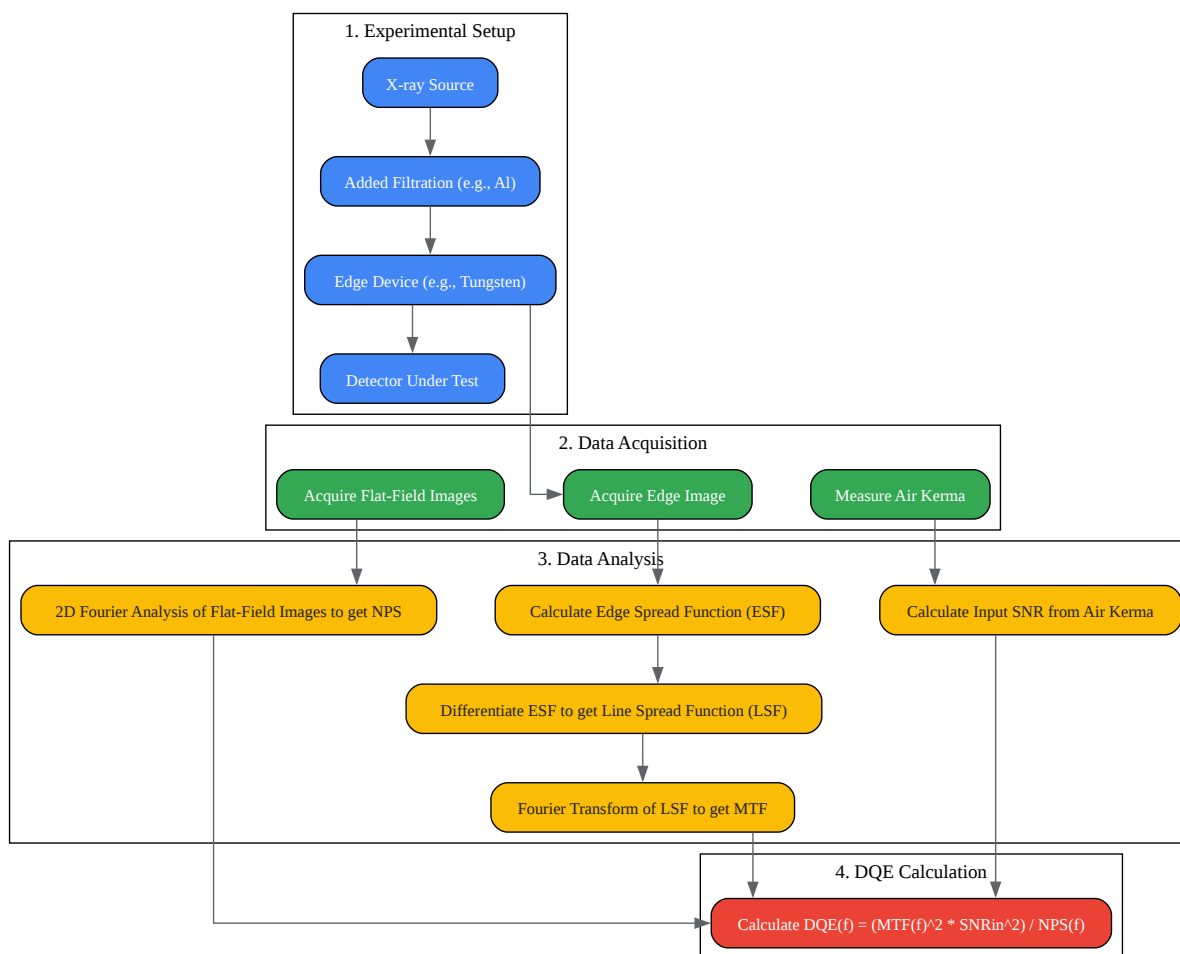 1. Experimental Setup
X-ray Source
Added Filtration (e.g., Al)
Edge Device (e.g., Tungsten)
Detector Under Test
2. Data Acquisition
Acquire Flat-Field Images
Acquire Edge Image
Measure Air Kerma
3. Data Analysis
2D Fourier Analysis of Flat-Field Images to get NPS
Calculate Edge Spread Function (ESF)
Calculate Input SNR from Air Kerma
Differentiate ESF to get Line Spread Function (LSF)
Fourier Transform of LSF to get MTF
4. DQE Calculation
Calculate DQE(f) = (MTF(f)^2 * SNRin^2) / NPS(f)